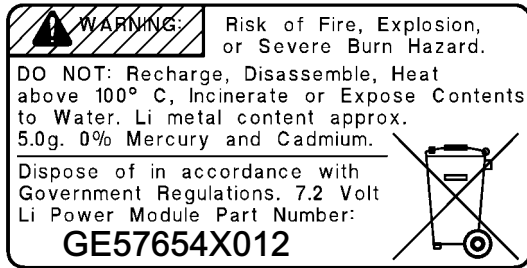 WARNING: Risk of Fire, Explosion,
or Severe Burn Hazard.
DO NOT: Recharge, Disassemble, Heat
above 100° C, Incinerate or Expose Contents
to Water. Li metal content approx.
5.0g. 0% Mercury and Cadmium.
Dispose of in accordance with
Government Regulations. 7.2 Volt
Li Power Module Part Number:
GE57654X012